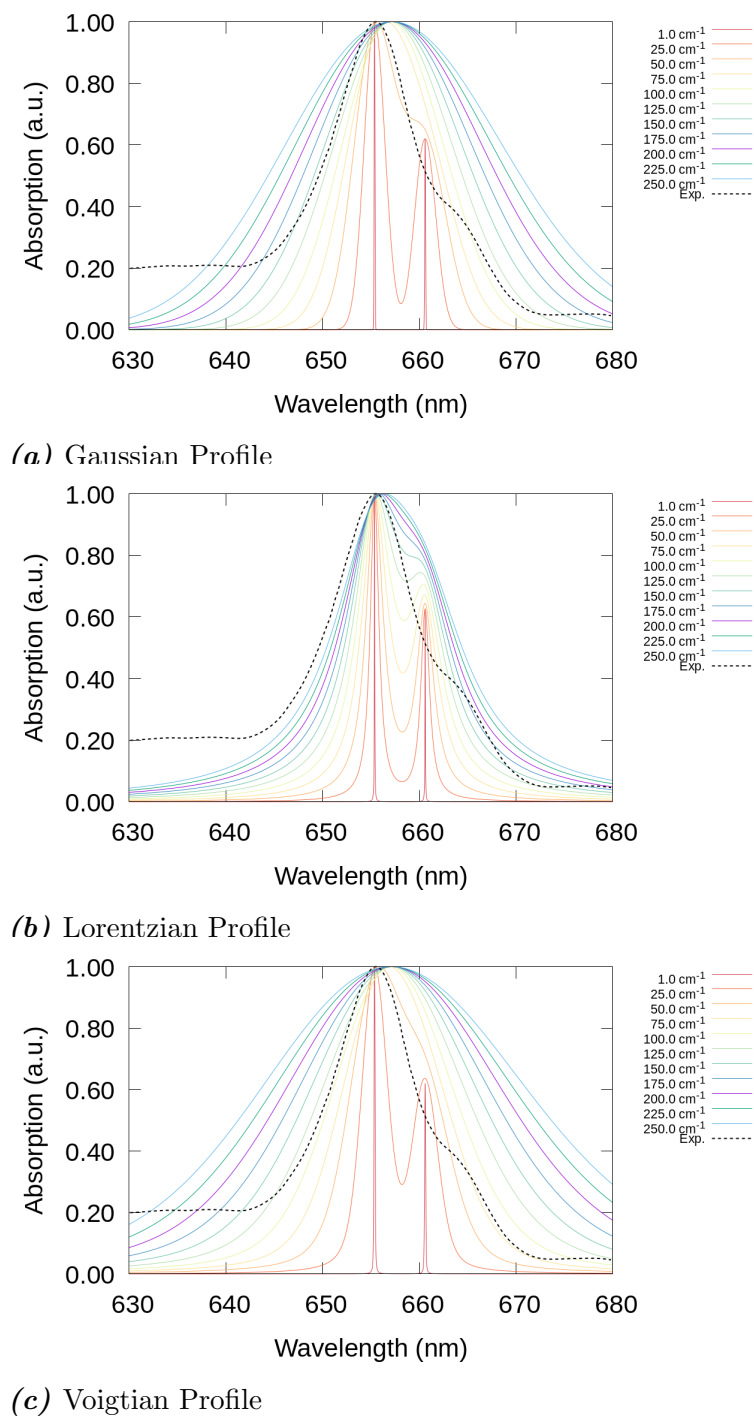 1.00
0.80
0.60
0.40
0.20
0.00
Absorption (a.u.)
630 640 650 660 670 680
Wavelength (nm)
1.0 cm⁻¹
25.0 cm⁻¹
50.0 cm⁻¹
75.0 cm⁻¹
100.0 cm⁻¹
125.0 cm⁻¹
150.0 cm⁻¹
175.0 cm⁻¹
200.0 cm⁻¹
225.0 cm⁻¹
250.0 cm⁻¹
Exp.
(a) Gaussian Profile
1.00
0.80
0.60
0.40
0.20
0.00
Absorption (a.u.)
630 640 650 660 670 680
Wavelength (nm)
1.0 cm⁻¹
25.0 cm⁻¹
50.0 cm⁻¹
75.0 cm⁻¹
100.0 cm⁻¹
125.0 cm⁻¹
150.0 cm⁻¹
175.0 cm⁻¹
200.0 cm⁻¹
225.0 cm⁻¹
250.0 cm⁻¹
Exp.
(b) Lorentzian Profile
1.00
0.80
0.60
0.40
0.20
0.00
Absorption (a.u.)
630 640 650 660 670 680
Wavelength (nm)
1.0 cm⁻¹
25.0 cm⁻¹
50.0 cm⁻¹
75.0 cm⁻¹
100.0 cm⁻¹
125.0 cm⁻¹
150.0 cm⁻¹
175.0 cm⁻¹
200.0 cm⁻¹
225.0 cm⁻¹
250.0 cm⁻¹
Exp.
(c) Voigtian Profile